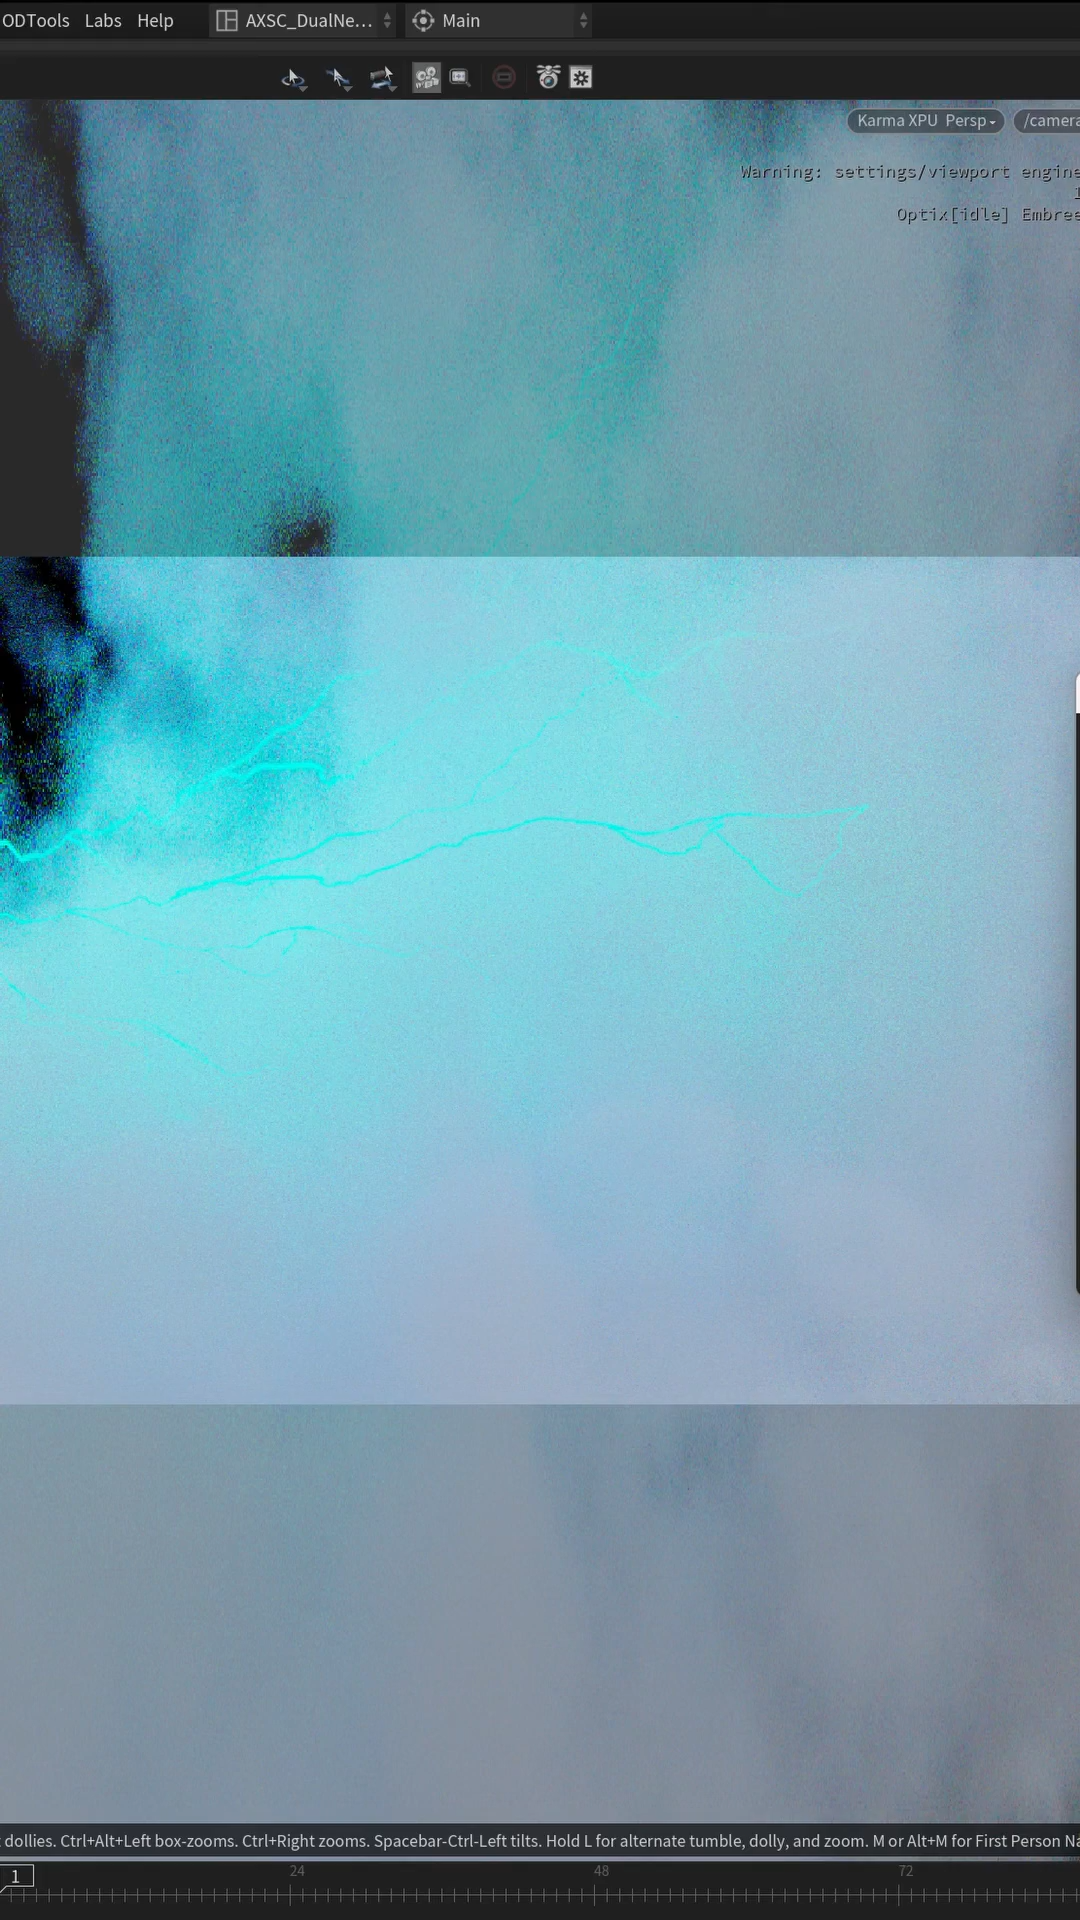 ODTools Labs Help AXSC_DualNe... Main
Karma XPU Persp /camera
Warning: settings/viewport engine
1
Optix[idle] Embree
dollies. Ctrl+Alt+Left box-zooms. Ctrl+Right zooms. Spacebar-Ctrl-Left tilts. Hold L for alternate tumble, dolly, and zoom. M or Alt+M for First Person Na
1 24 48 72